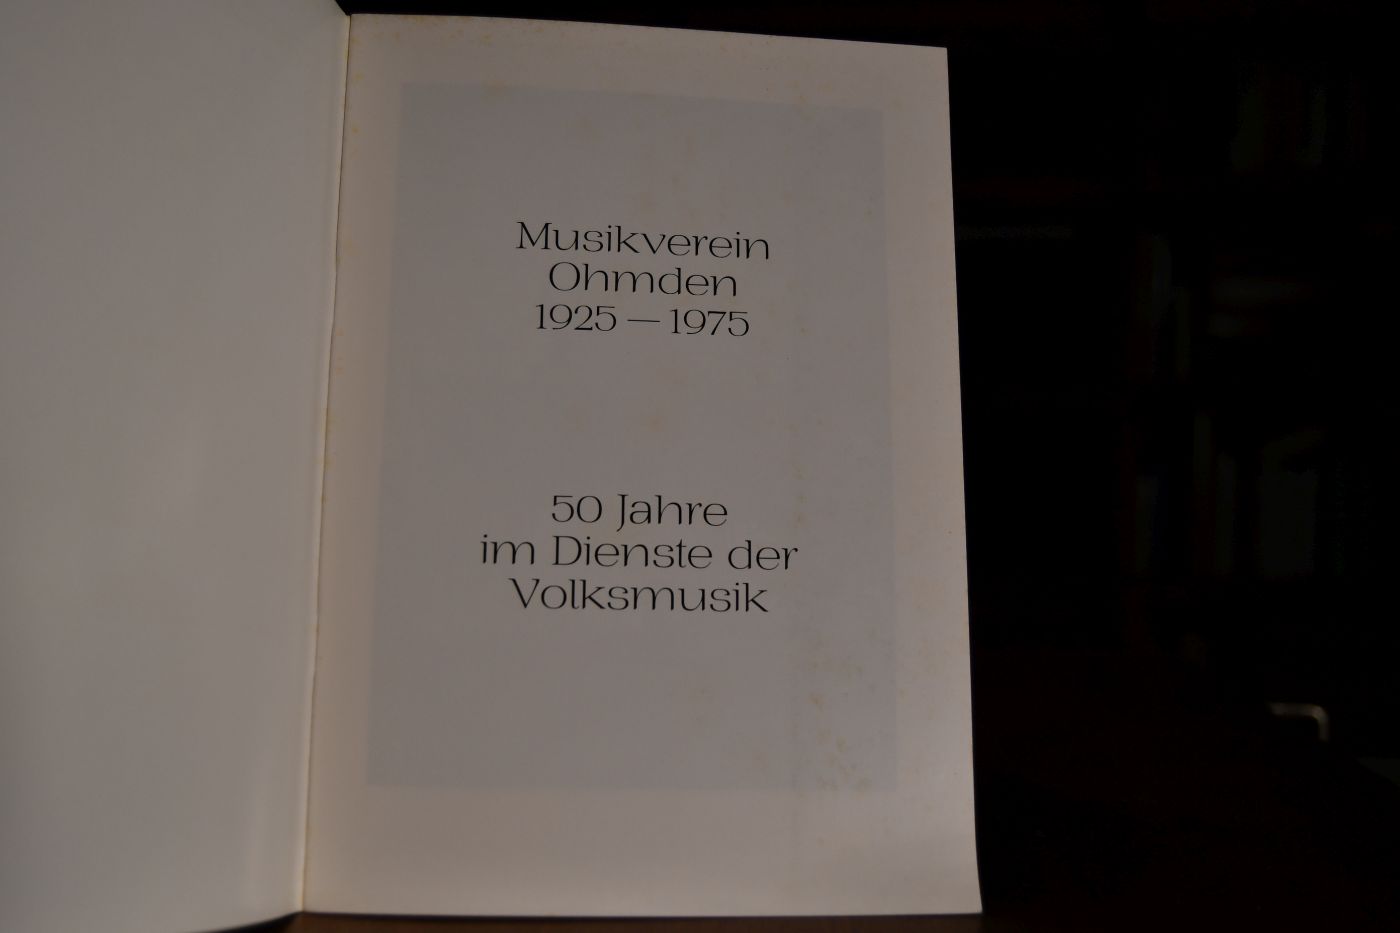 Musikverein
Ohmden
1925 — 1975
50 Jahre
im Dienste der
Volksmusik